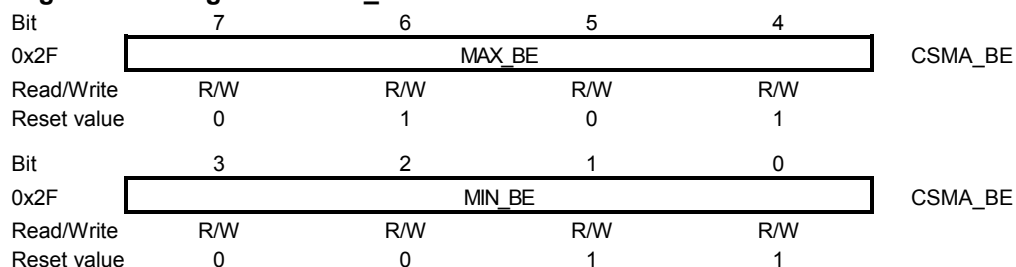 Bit 7 6 5 4
0x2F MAX_BE CSMA_BE
Read/Write R/W R/W R/W R/W
Reset value 0 1 0 1
Bit 3 2 1 0
0x2F MIN_BE CSMA_BE
Read/Write R/W R/W R/W R/W
Reset value 0 0 1 1